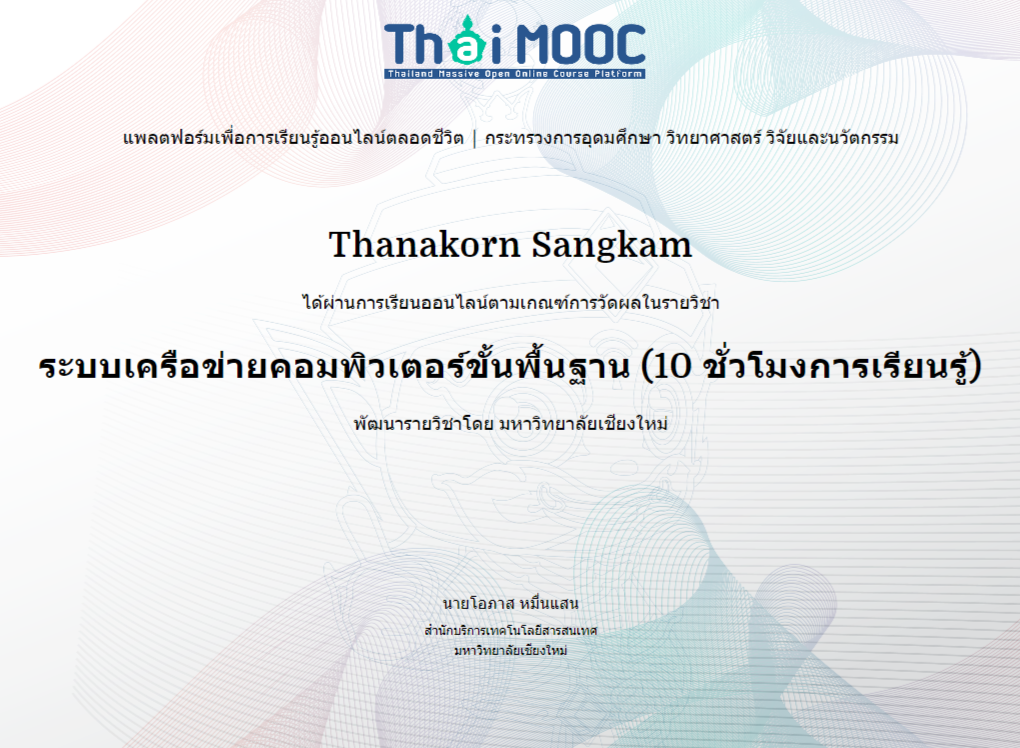 Thai MOOC
Thailand Massive Open Online Course Platform
แพลตฟอร์มเพื่อการเรียนรู้ออนไลน์ตลอดชีวิต | กระทรวงการอุดมศึกษา วิทยาศาสตร์ วิจัยและนวัตกรรม
Thanakorn Sangkam
ได้ผ่านการเรียนออนไลน์ตามเกณฑ์การวัดผลในรายวิชา
ระบบเครือข่ายคอมพิวเตอร์ขั้นพื้นฐาน (10 ชั่วโมงการเรียนรู้)
พัฒนารายวิชาโดย มหาวิทยาลัยเชียงใหม่
นายโอภาส หมื่นแสน
สำนักบริการเทคโนโลยีสารสนเทศ
มหาวิทยาลัยเชียงใหม่